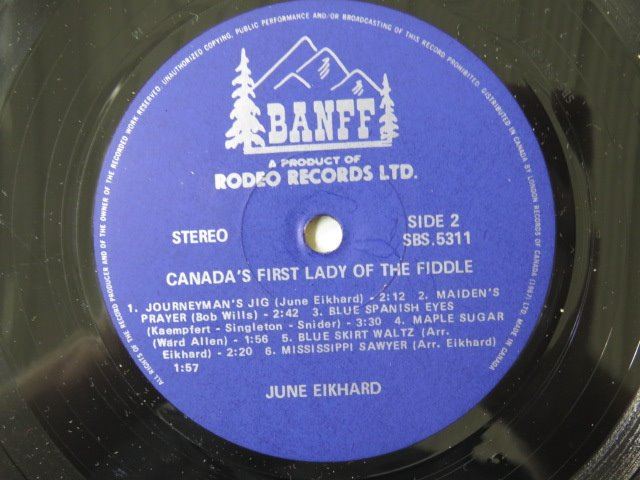 ALL RIGHTS OF THE RECORD PRODUCER AND OF THE OWNER OF THE RECORDED WORK RESERVED. UNAUTHORIZED COPYING, PUBLIC PERFORMANCE AND/OR BROADCASTING OF THIS RECORD PROHIBITED. DISTRIBUTED IN CANADA BY LONDON RECORDS OF CANADA (1967) LTD. MADE IN CANADA
BANFF
A PRODUCT OF
RODEO RECORDS LTD.
STEREO
SIDE 2
SBS.5311
CANADA'S FIRST LADY OF THE FIDDLE
1. JOURNEYMAN'S JIG (June Eikhard) - 2:12 2. MAIDEN'S
PRAYER (Bob Wills) - 2:42 3. BLUE SPANISH EYES
(Kaempfert - Singleton - Snider) - 3:30 4. MAPLE SUGAR
(Ward Allen) - 1:56 5. BLUE SKIRT WALTZ (Arr.
Eikhard) - 2:20 6. MISSISSIPPI SAWYER (Arr. Eikhard)
1:57
JUNE EIKHARD